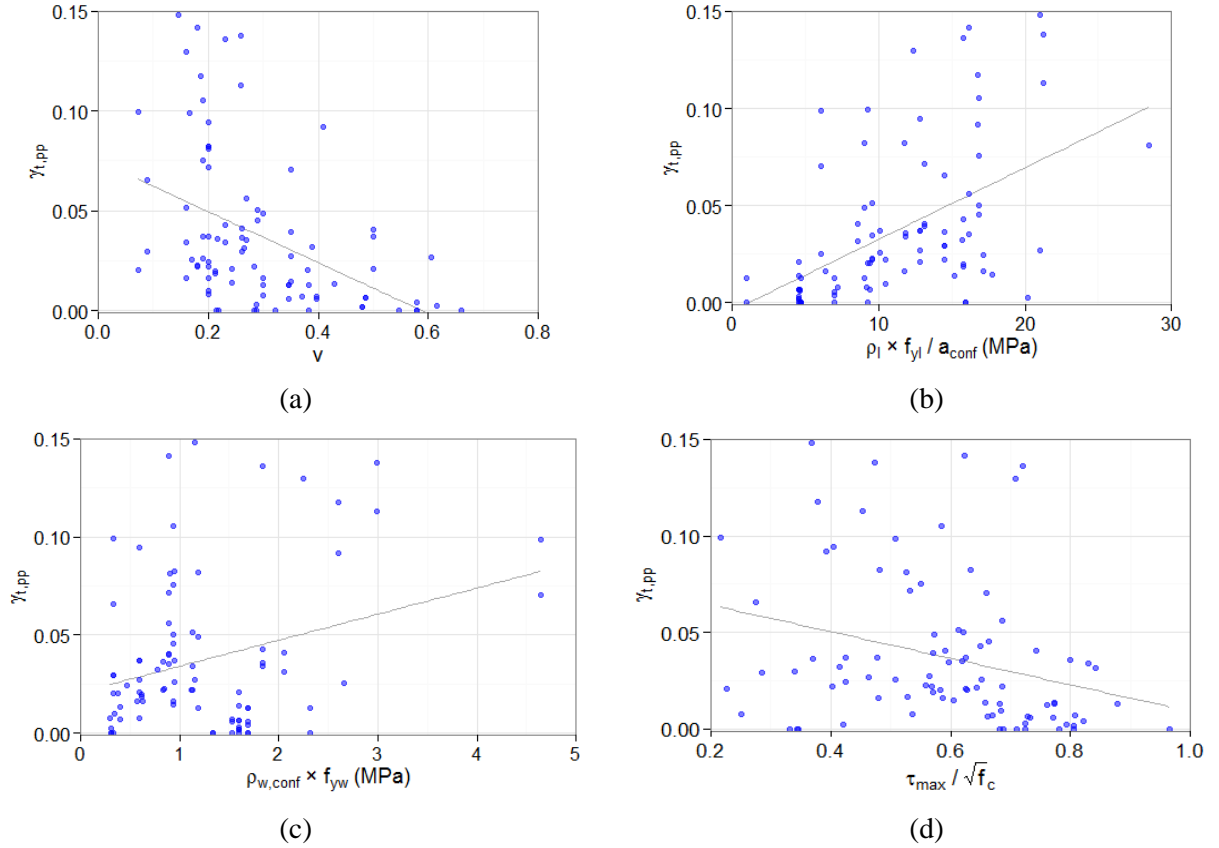 0.15
0.10
0.05
0.00
γt,pp
0.0 0.2 0.4 0.6 0.8
ν
(a)
0.15
0.10
0.05
0.00
γt,pp
0 10 20 30
ρl × fyl / aconf (MPa)
(b)
0.15
0.10
0.05
0.00
γt,pp
0 1 2 3 4 5
ρw,conf × fyw (MPa)
(c)
0.15
0.10
0.05
0.00
γt,pp
0.2 0.4 0.6 0.8 1.0
τmax / √fc
(d)